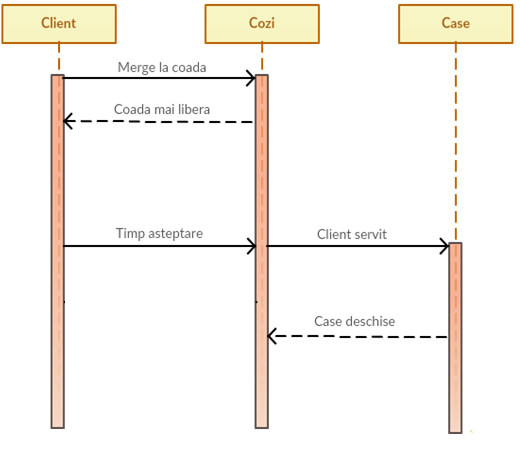 Client
Cozi
Case
Merge la coada
Coada mai libera
Timp asteptare
Client servit
Case deschise